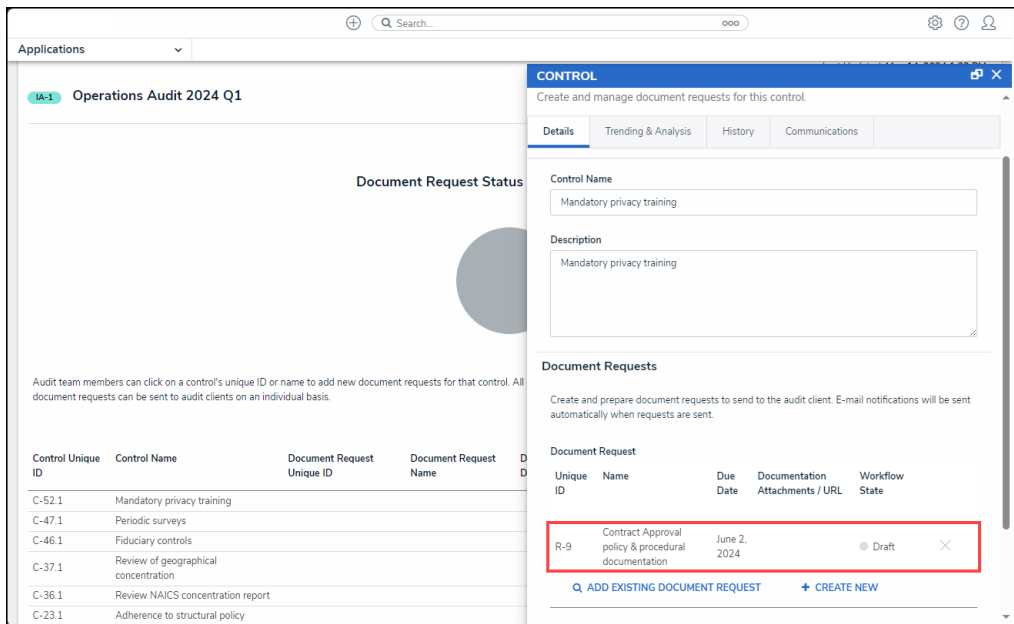 Search...
Applications
IA-1 Operations Audit 2024 Q1
Document Request Status
Audit team members can click on a control's unique ID or name to add new document requests for that control. All
document requests can be sent to audit clients on an individual basis.
Control Unique ID
Control Name
Document Request Unique ID
Document Request Name
D
D
C-52.1 Mandatory privacy training
C-47.1 Periodic surveys
C-46.1 Fiduciary controls
C-37.1 Review of geographical
concentration
C-36.1 Review NAICS concentration report
C-23.1 Adherence to structural policy
CONTROL
Create and manage document requests for this control.
Details Trending & Analysis History Communications
Control Name
Mandatory privacy training
Description
Mandatory privacy training
Document Requests
Create and prepare document requests to send to the audit client. E-mail notifications will be sent
automatically when requests are sent.
Document Request
Unique ID
Name
Due Date
Documentation Attachments / URL
Workflow State
R-9
Contract Approval
policy & procedural
documentation
June 2,
2024
Draft
ADD EXISTING DOCUMENT REQUEST + CREATE NEW